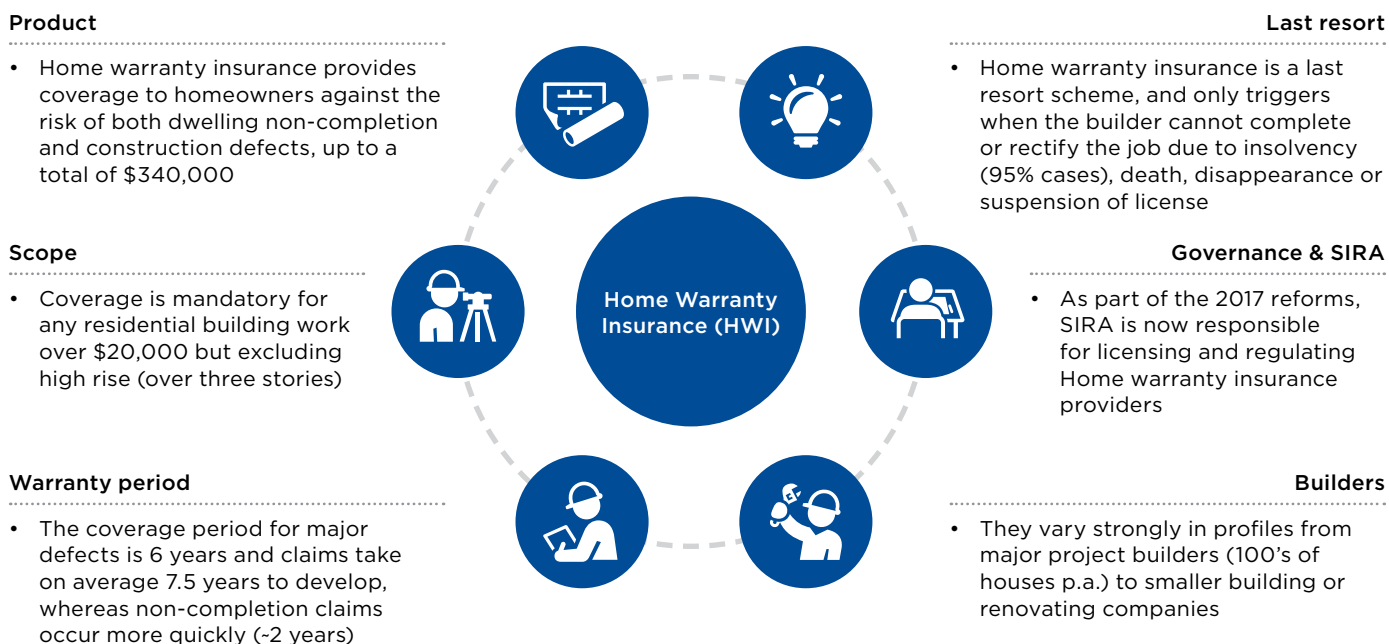 Product
• Home warranty insurance provides
coverage to homeowners against the
risk of both dwelling non-completion
and construction defects, up to a
total of $340,000
Scope
• Coverage is mandatory for
any residential building work
over $20,000 but excluding
high rise (over three stories)
Warranty period
• The coverage period for major
defects is 6 years and claims take
on average 7.5 years to develop,
whereas non-completion claims
occur more quickly (~2 years)
Home Warranty
Insurance (HWI)
Last resort
• Home warranty insurance is a last
resort scheme, and only triggers
when the builder cannot complete
or rectify the job due to insolvency
(95% cases), death, disappearance or
suspension of license
Governance & SIRA
• As part of the 2017 reforms,
SIRA is now responsible
for licensing and regulating
Home warranty insurance
providers
Builders
• They vary strongly in profiles from
major project builders (100's of
houses p.a.) to smaller building or
renovating companies